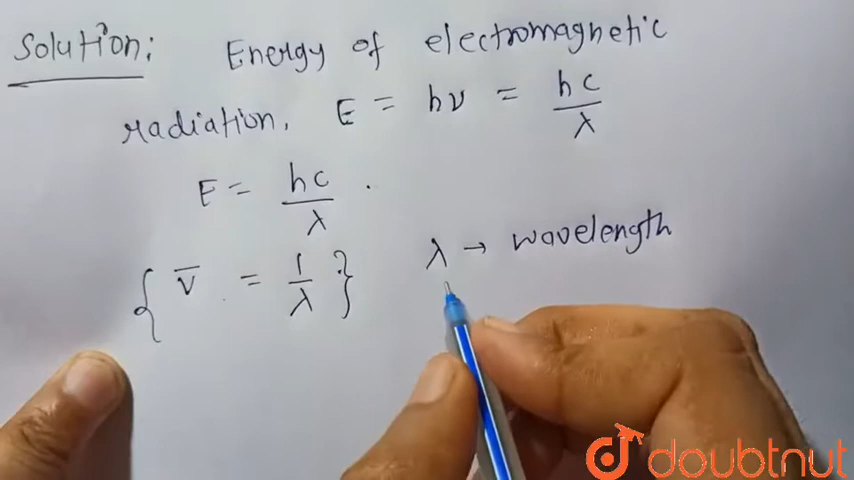 Solution: Energy of electromagnetic
radiation, E = hν = hc/λ
E = hc/λ .
{ν̅ = 1/λ} λ → wavelength
doubtnut